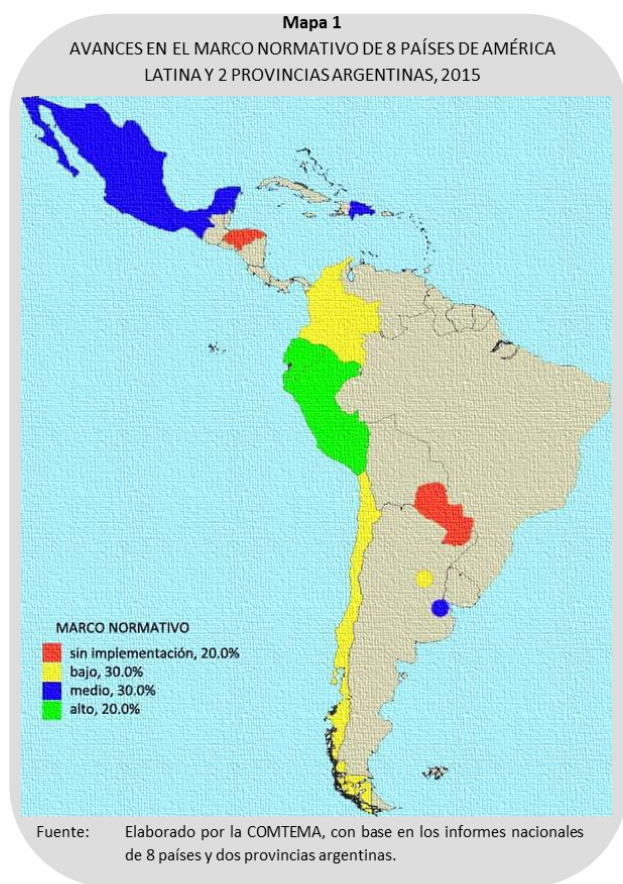 Mapa 1
AVANCES EN EL MARCO NORMATIVO DE 8 PAÍSES DE AMÉRICA
LATINA Y 2 PROVINCIAS ARGENTINAS, 2015
MARCO NORMATIVO
sin implementación, 20.0%
bajo, 30.0%
medio, 30.0%
alto, 20.0%
Fuente: Elaborado por la COMTEMA, con base en los informes nacionales
de 8 países y dos provincias argentinas.